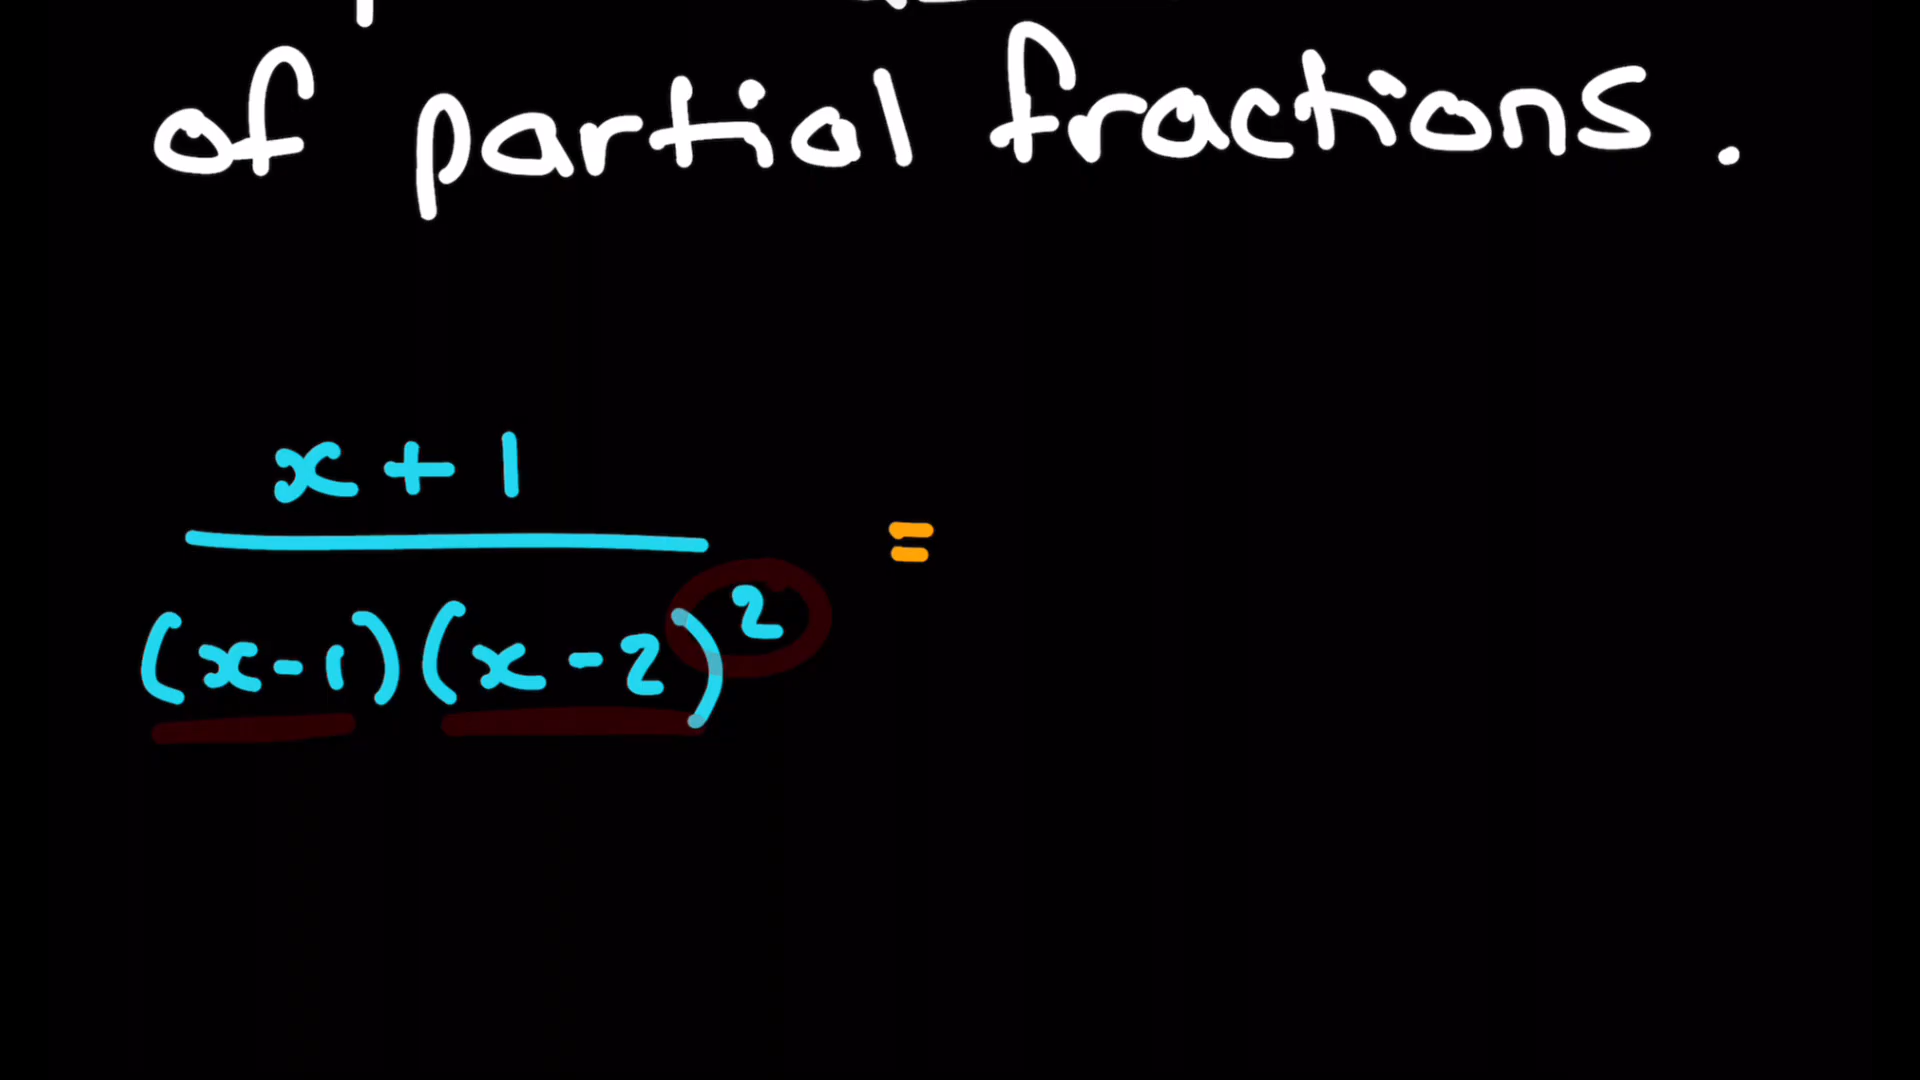 of partial fractions.
x + 1
=
(x-1)(x-2)²